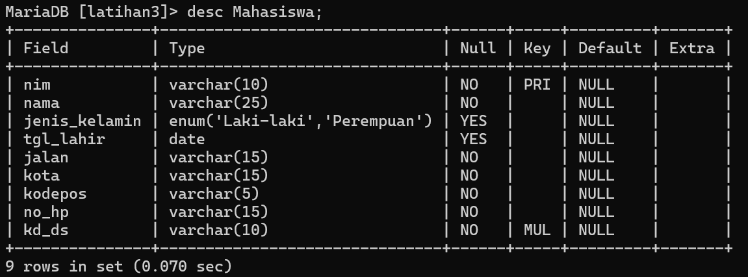 MariaDB [latihan3]> desc Mahasiswa;
+---------------+-------------------------------+------+-----+---------+-------+
| Field         | Type                          | Null | Key | Default | Extra |
+---------------+-------------------------------+------+-----+---------+-------+
| nim           | varchar(10)                   | NO   | PRI | NULL    |       |
| nama          | varchar(25)                   | NO   |     | NULL    |       |
| jenis_kelamin | enum('Laki-laki','Perempuan') | YES  |     | NULL    |       |
| tgl_lahir     | date                          | YES  |     | NULL    |       |
| jalan         | varchar(15)                   | NO   |     | NULL    |       |
| kota          | varchar(15)                   | NO   |     | NULL    |       |
| kodepos       | varchar(5)                    | NO   |     | NULL    |       |
| no_hp         | varchar(15)                   | NO   |     | NULL    |       |
| kd_ds         | varchar(10)                   | NO   | MUL | NULL    |       |
+---------------+-------------------------------+------+-----+---------+-------+
9 rows in set (0.070 sec)